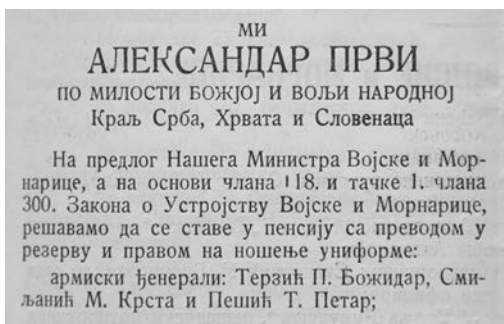 МИ
АЛЕКСАНДАР ПРВИ
ПО МИЛОСТИ БОЖЈОЈ И ВОЉИ НАРОДНОЈ
Краљ Срба, Хрвата и Словенаца
На предлог Нашега Министра Војске и Мор-
нарице, а на основи члана 118. и тачке 1. члана
300. Закона о Устројству Војске и Морнарице,
решавамо да се ставе у пенсију са преводом у
резерву и правом на ношење униформе:
армиски ђенерали: Терзић П. Божидар, Сми-
љанић М. Крста и Пешић Т. Петар;